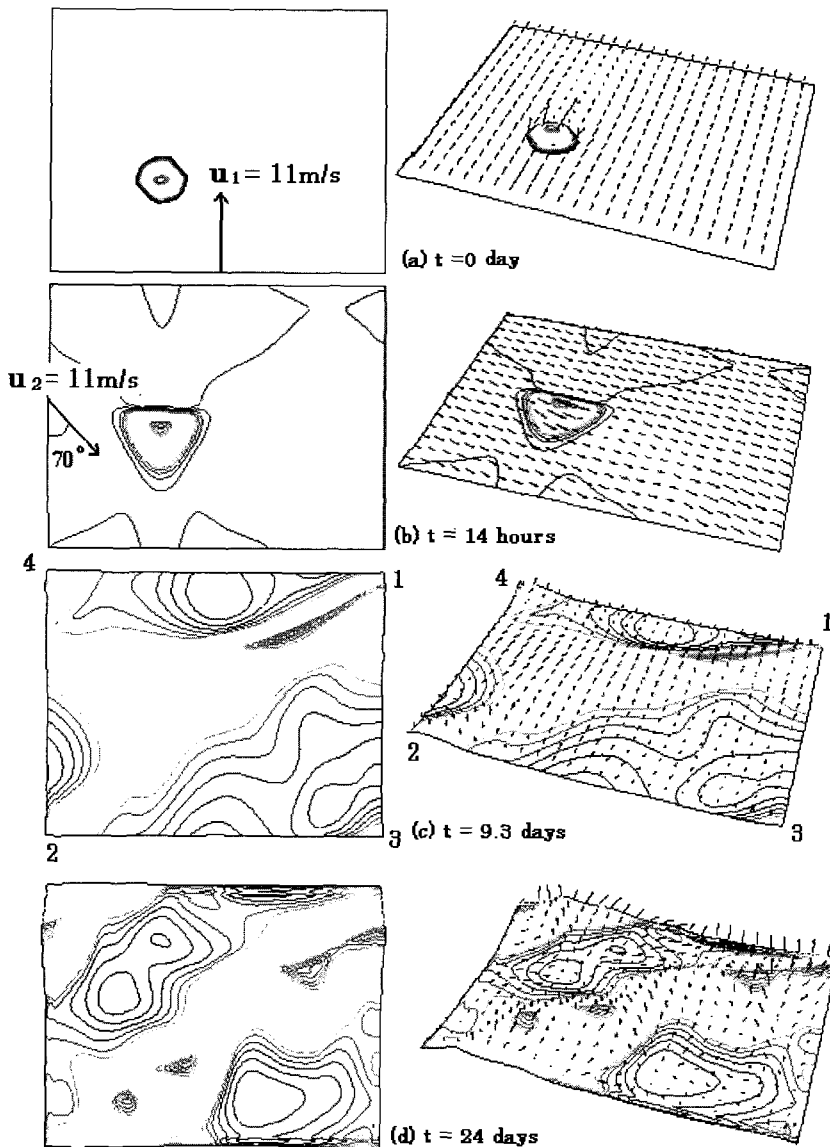 u1 = 11m/s
(a) t =0 day
u2 = 11m/s
70°
(b) t = 14 hours
4
1
4
1
2
3
2
3
(c) t = 9.3 days
(d) t = 24 days